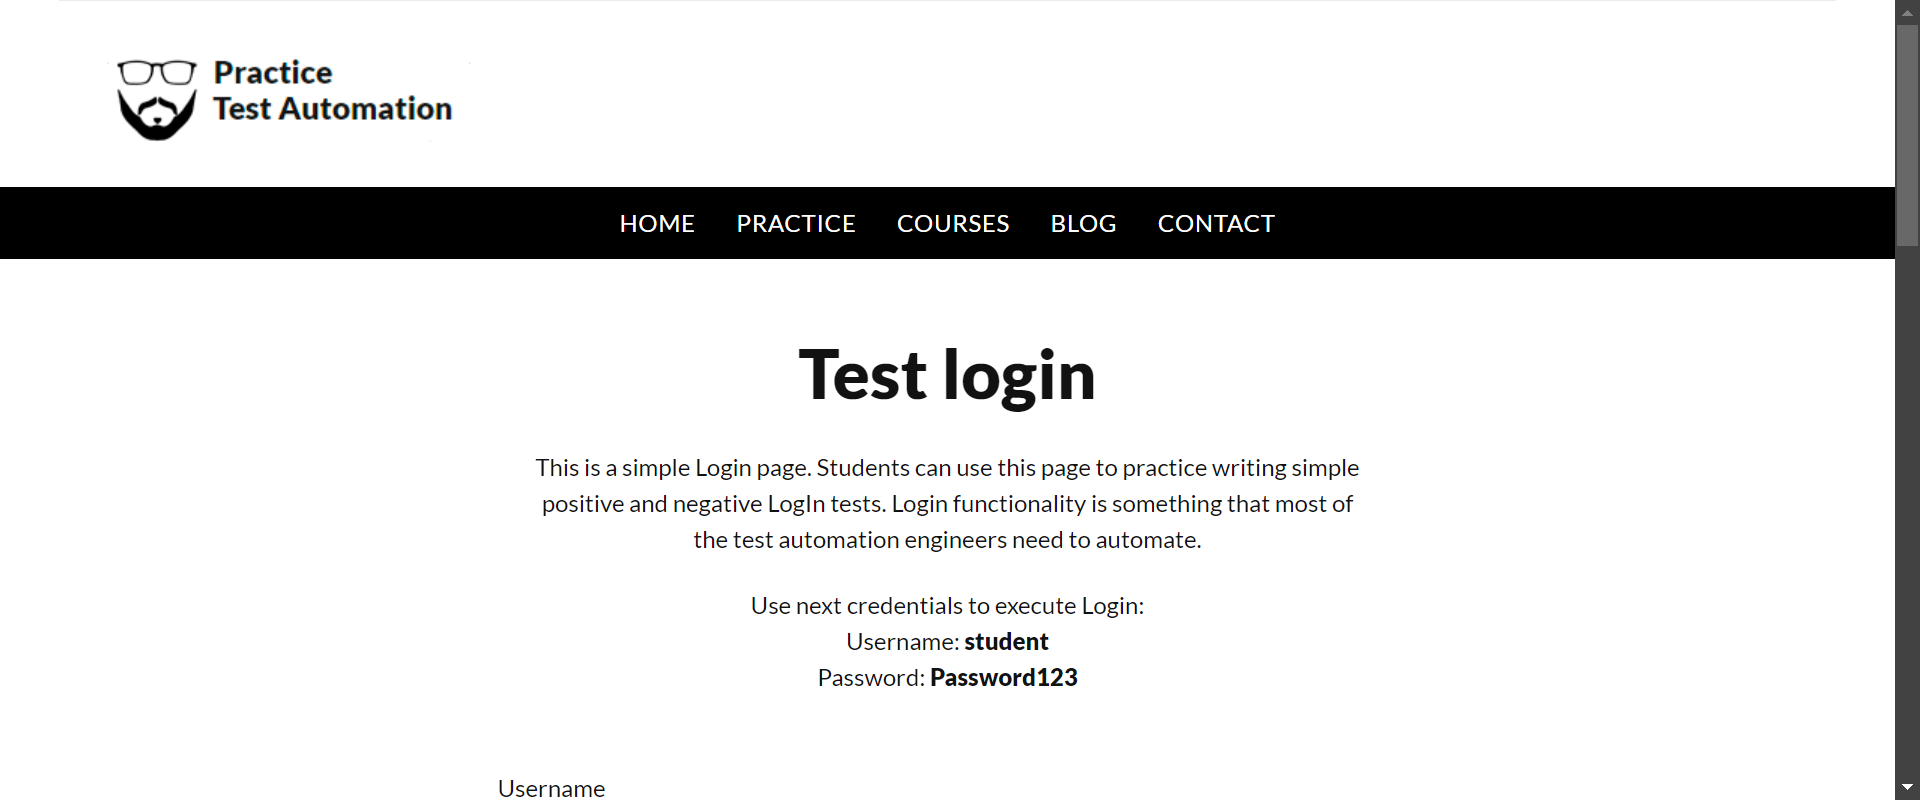 Practice
Test Automation
HOME PRACTICE COURSES BLOG CONTACT
Test login
This is a simple Login page. Students can use this page to practice writing simple
positive and negative LogIn tests. Login functionality is something that most of
the test automation engineers need to automate.
Use next credentials to execute Login:
Username: student
Password: Password123
Username